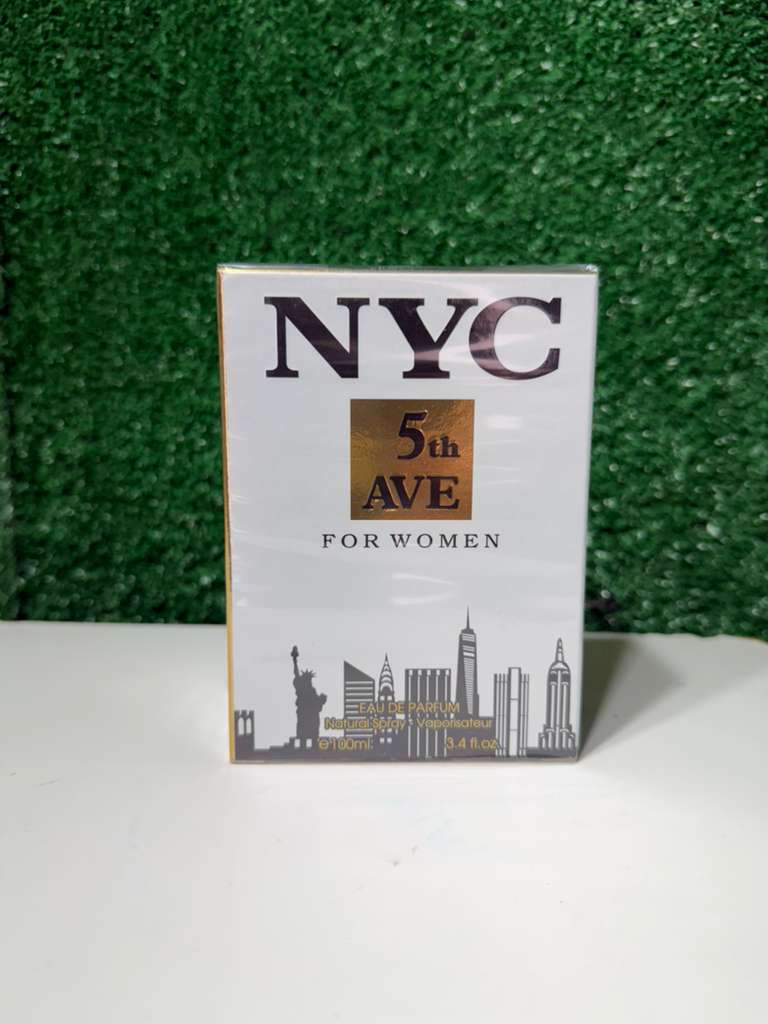 NYC
5th
AVE
FOR WOMEN
EAU DE PARFUM
Natural Spray - Vaporisateur
℮100ml. 3.4 fl.oz.